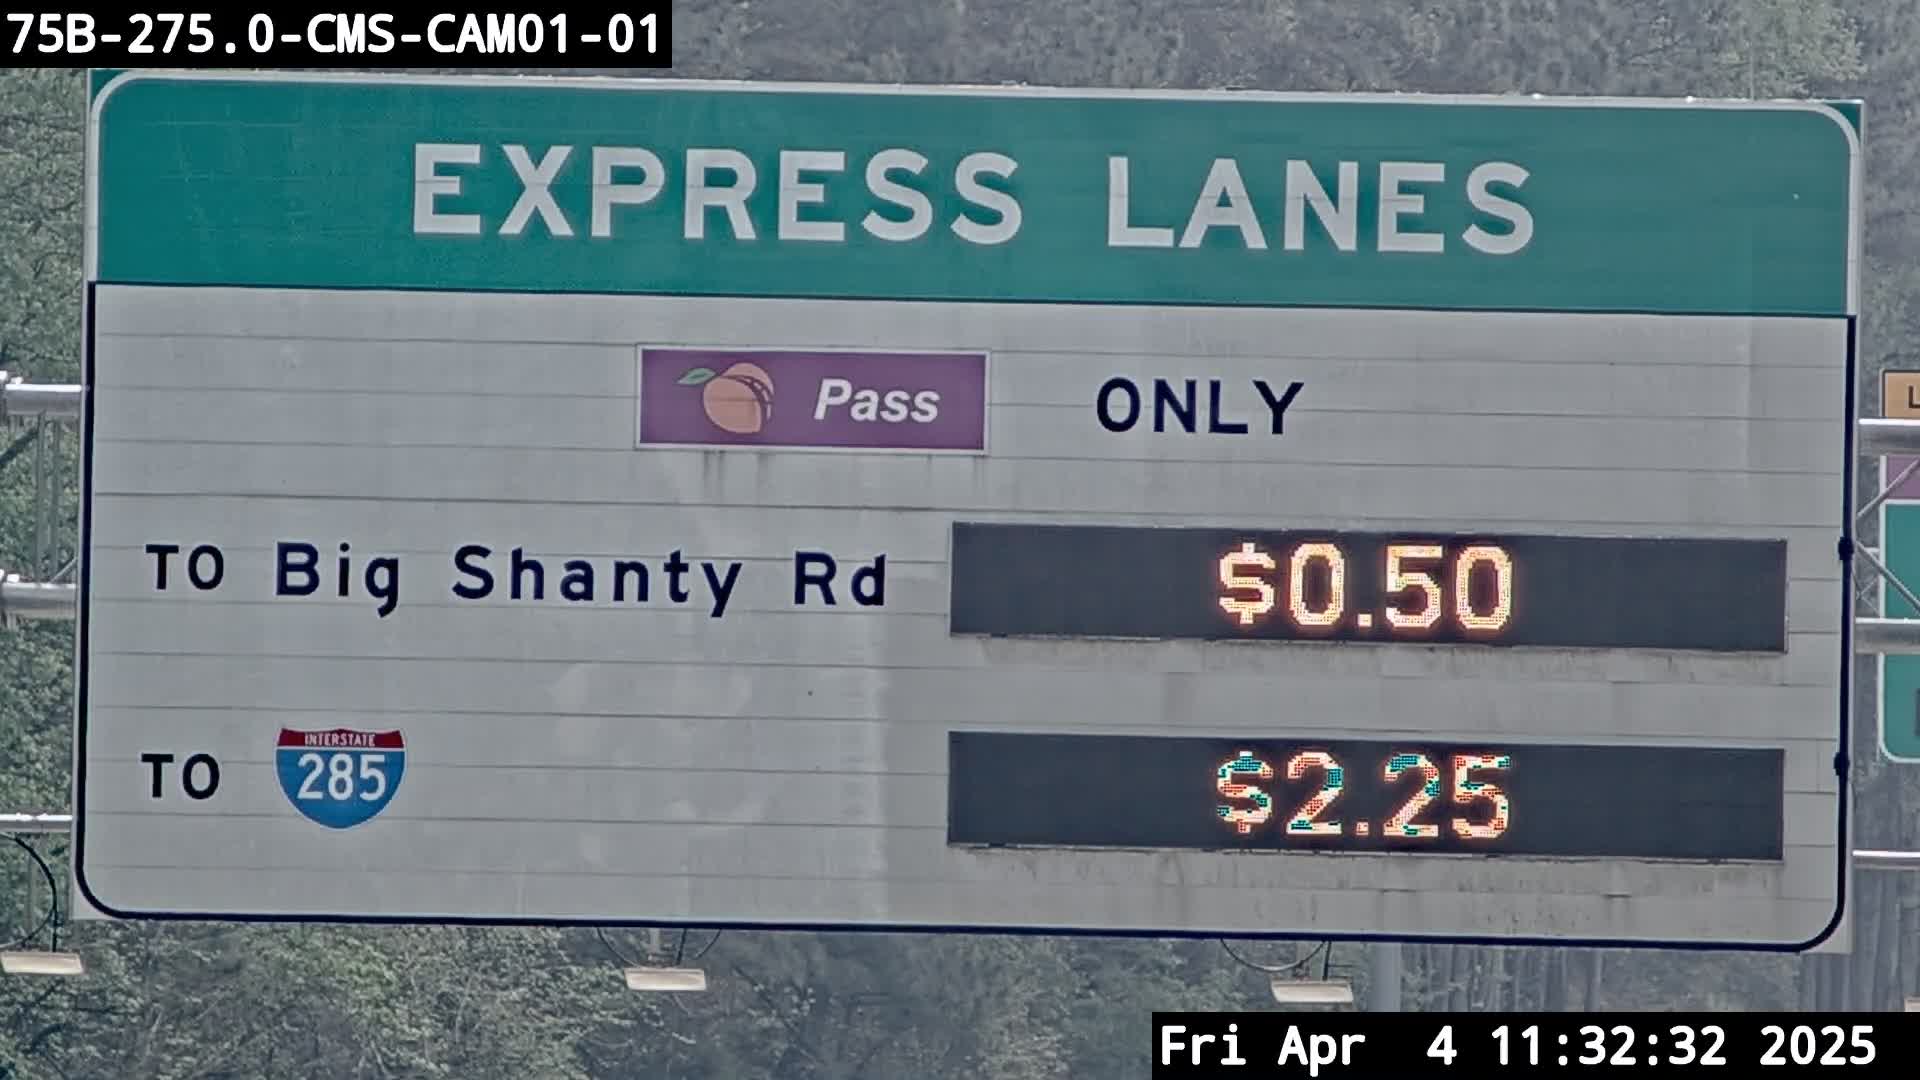 75B-275.0-CMS-CAM01-01
EXPRESS LANES
Pass ONLY
TO Big Shanty Rd $0.50
TO INTERSTATE 285 $2.25
Fri Apr 4 11:32:32 2025